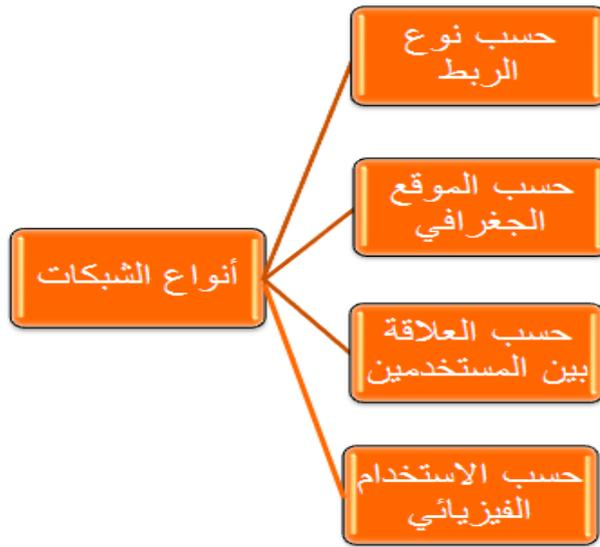 أنواع الشبكات
حسب نوع
الربط
حسب الموقع
الجغرافي
حسب العلاقة
بين المستخدمين
حسب الاستخدام
الفيزيائي